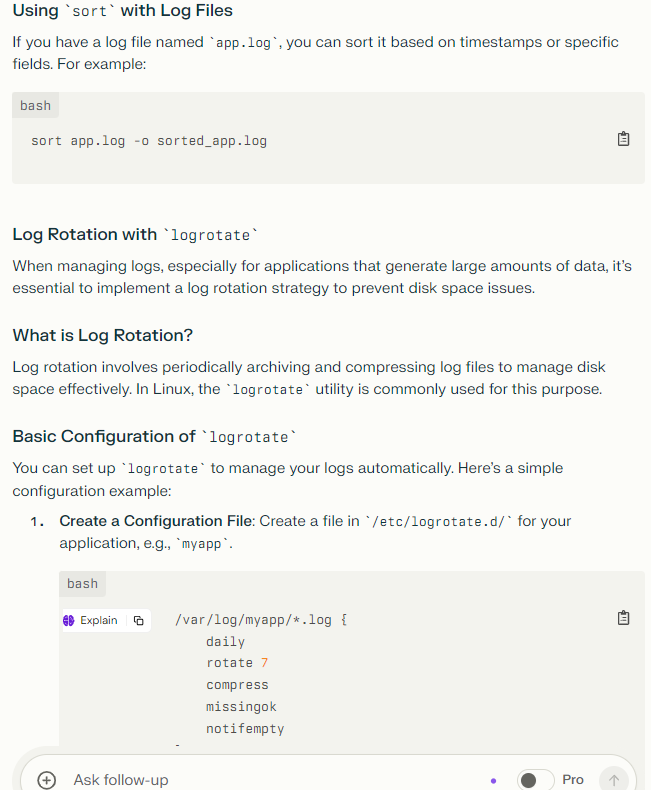 Using `sort` with Log Files
If you have a log file named `app.log`, you can sort it based on timestamps or specific
fields. For example:
bash
sort app.log -o sorted_app.log
Log Rotation with `logrotate`
When managing logs, especially for applications that generate large amounts of data, it's
essential to implement a log rotation strategy to prevent disk space issues.
What is Log Rotation?
Log rotation involves periodically archiving and compressing log files to manage disk
space effectively. In Linux, the `logrotate` utility is commonly used for this purpose.
Basic Configuration of `logrotate`
You can set up `logrotate` to manage your logs automatically. Here's a simple
configuration example:
1. Create a Configuration File: Create a file in `/etc/logrotate.d/` for your
application, e.g., `myapp`.
bash
Explain
/var/log/myapp/*.log {
daily
rotate 7
compress
missingok
notifempty
Ask follow-up
Pro